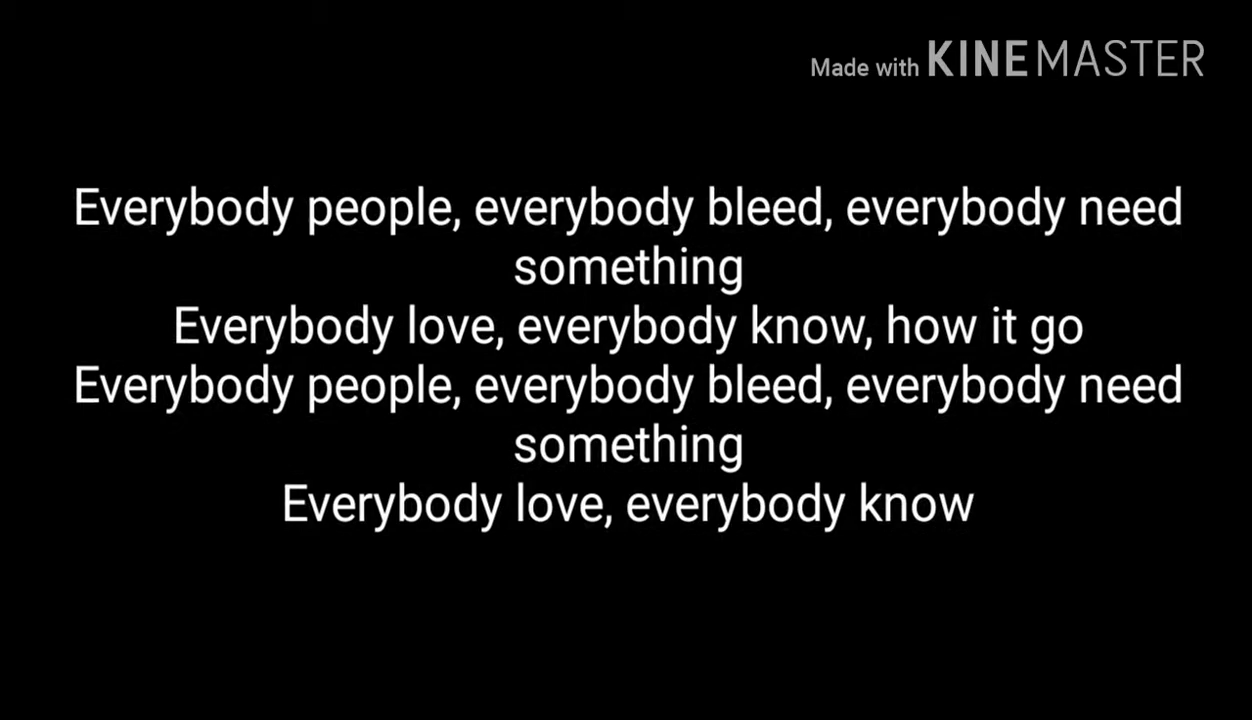 Made with KINEMASTER
Everybody people, everybody bleed, everybody need
something
Everybody love, everybody know, how it go
Everybody people, everybody bleed, everybody need
something
Everybody love, everybody know